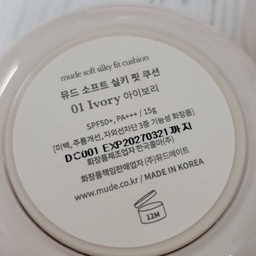 mude soft silky fit cushion
뮤드 소프트 실키 핏 쿠션
01 Ivory 아이보리
SPF50+, PA+++ / 15g
[미백, 주름개선, 자외선차단 3중 기능성 화장품]
DC001 EXP20270321까지
화장품제조업자 한국콜마(주)
화장품책임판매업자 (주)뮤드메이트
www.mude.co.kr / MADE IN KOREA
12M